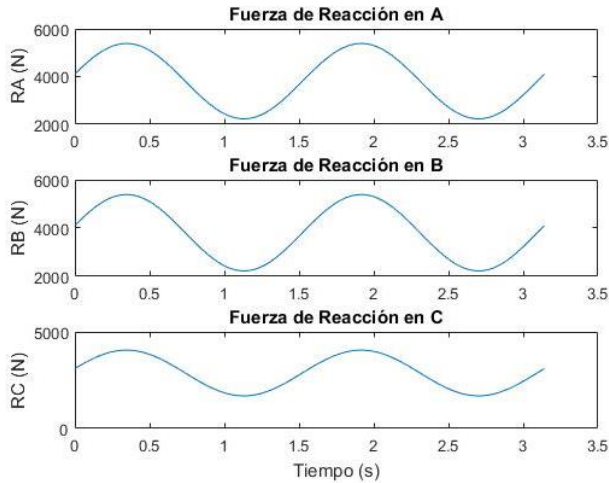 Fuerza de Reacción en A
6000
4000
2000
RA (N)
0 0.5 1 1.5 2 2.5 3 3.5
Fuerza de Reacción en B
6000
4000
2000
RB (N)
0 0.5 1 1.5 2 2.5 3 3.5
Fuerza de Reacción en C
5000
0
RC (N)
0 0.5 1 1.5 2 2.5 3 3.5
Tiempo (s)